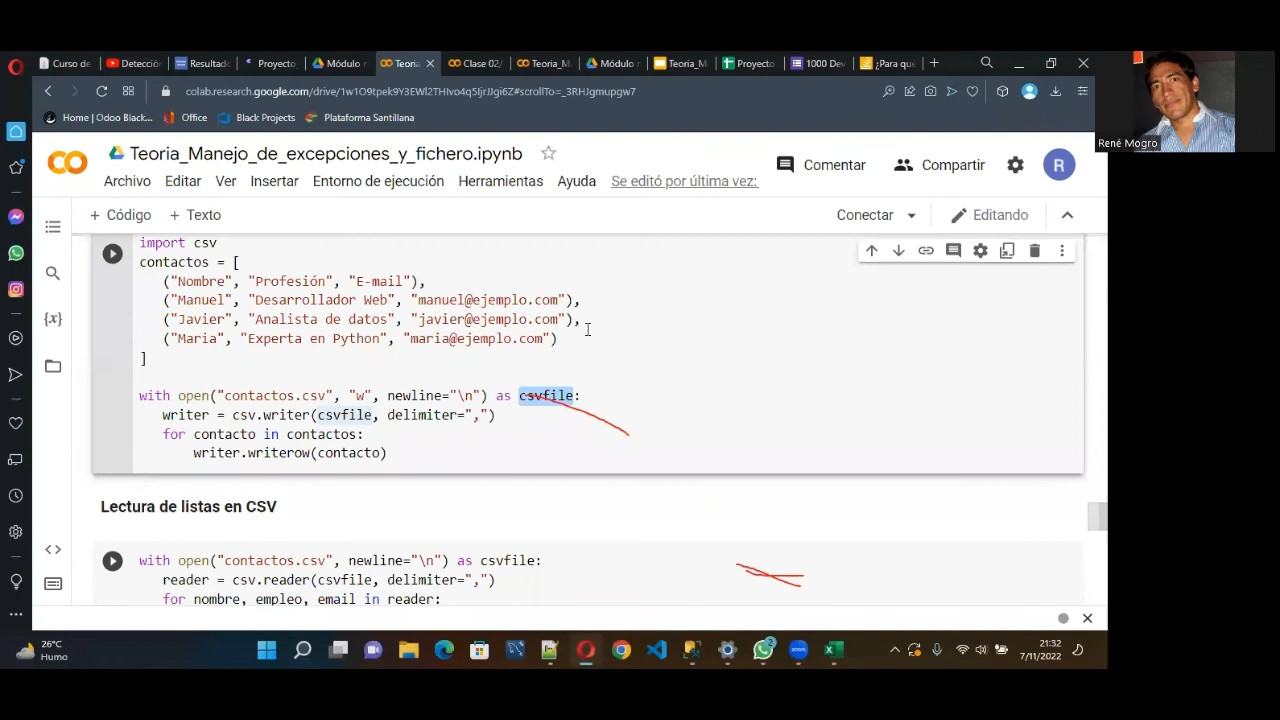 Curso de
Detecció
Resultado
Proyecto
Módulo n
Teoria
Clase 02/
Teoria_M
Módulo n
Teoria_M
Proyecto
1000 Dev
¿Para qué
colab.research.google.com/drive/1w1O9tpek9Y3EWl2THIvo4q5IjrJJgi6Z#scrollTo=_3RHJgmupgw7
Home | Odoo Black...
Office
Black Projects
Plataforma Santillana
René Mogro
CO
Teoria_Manejo_de_excepciones_y_fichero.ipynb
Comentar
Compartir
R
Archivo Editar Ver Insertar Entorno de ejecución Herramientas Ayuda Se editó por última vez:
+ Código + Texto
Conectar
Editando
import csv
contactos = [
("Nombre", "Profesión", "E-mail"),
("Manuel", "Desarrollador Web", "manuel@ejemplo.com"),
("Javier", "Analista de datos", "javier@ejemplo.com"),
("Maria", "Experta en Python", "maria@ejemplo.com")
]
with open("contactos.csv", "w", newline="\n") as csvfile:
writer = csv.writer(csvfile, delimiter=",")
for contacto in contactos:
writer.writerow(contacto)
Lectura de listas en CSV
with open("contactos.csv", newline="\n") as csvfile:
reader = csv.reader(csvfile, delimiter=",")
for nombre, empleo, email in reader:
{x}
26°C
Humo
2
21:32
7/11/2022